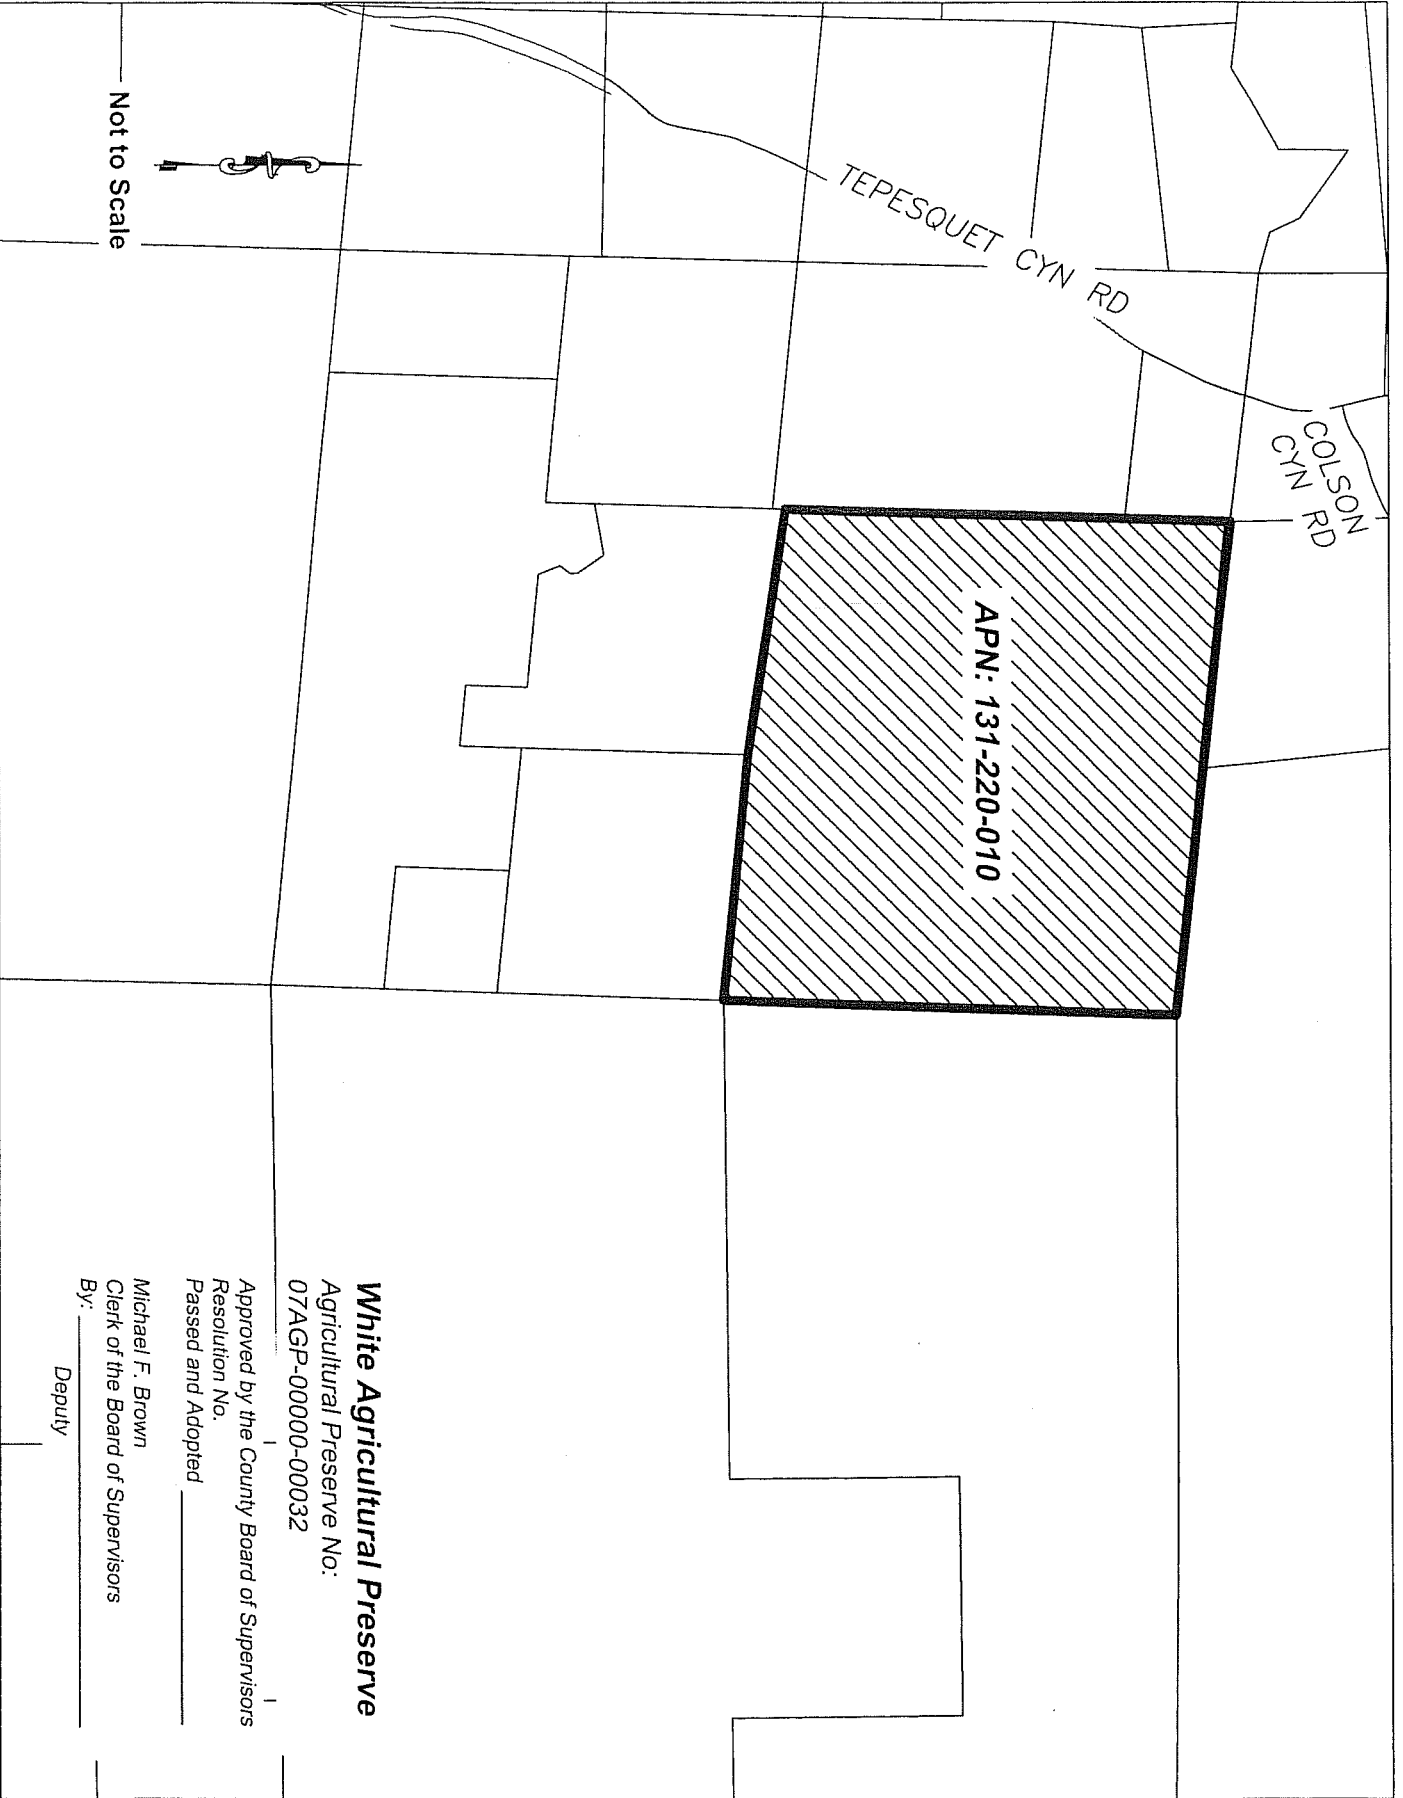 COLSON
CYN RD
TEPESQUET CYN RD
APN: 131-220-010
Not to Scale
White Agricultural Preserve
Agricultural Preserve No.:
07AGP-00000-00032
Approved by the County Board of Supervisors
Resolution No.
Passed and Adopted
Michael F. Brown
Clerk of the Board of Supervisors
By:
Deputy